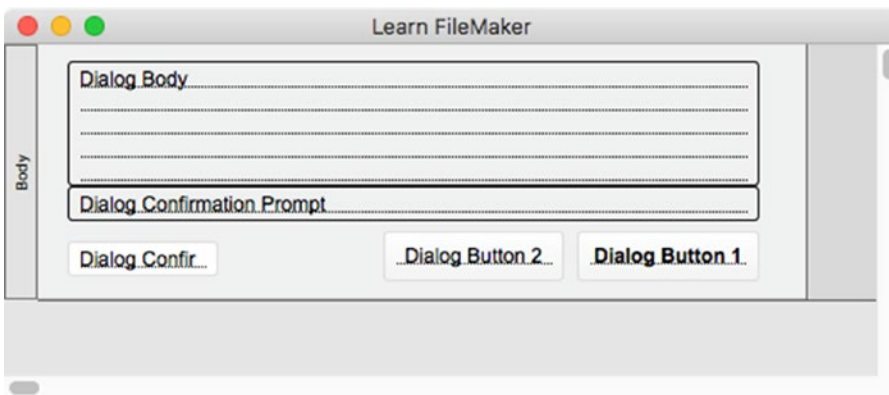 Learn FileMaker
Dialog Body
Body
Dialog Confirmation Prompt
Dialog Confir
Dialog Button 2
Dialog Button 1